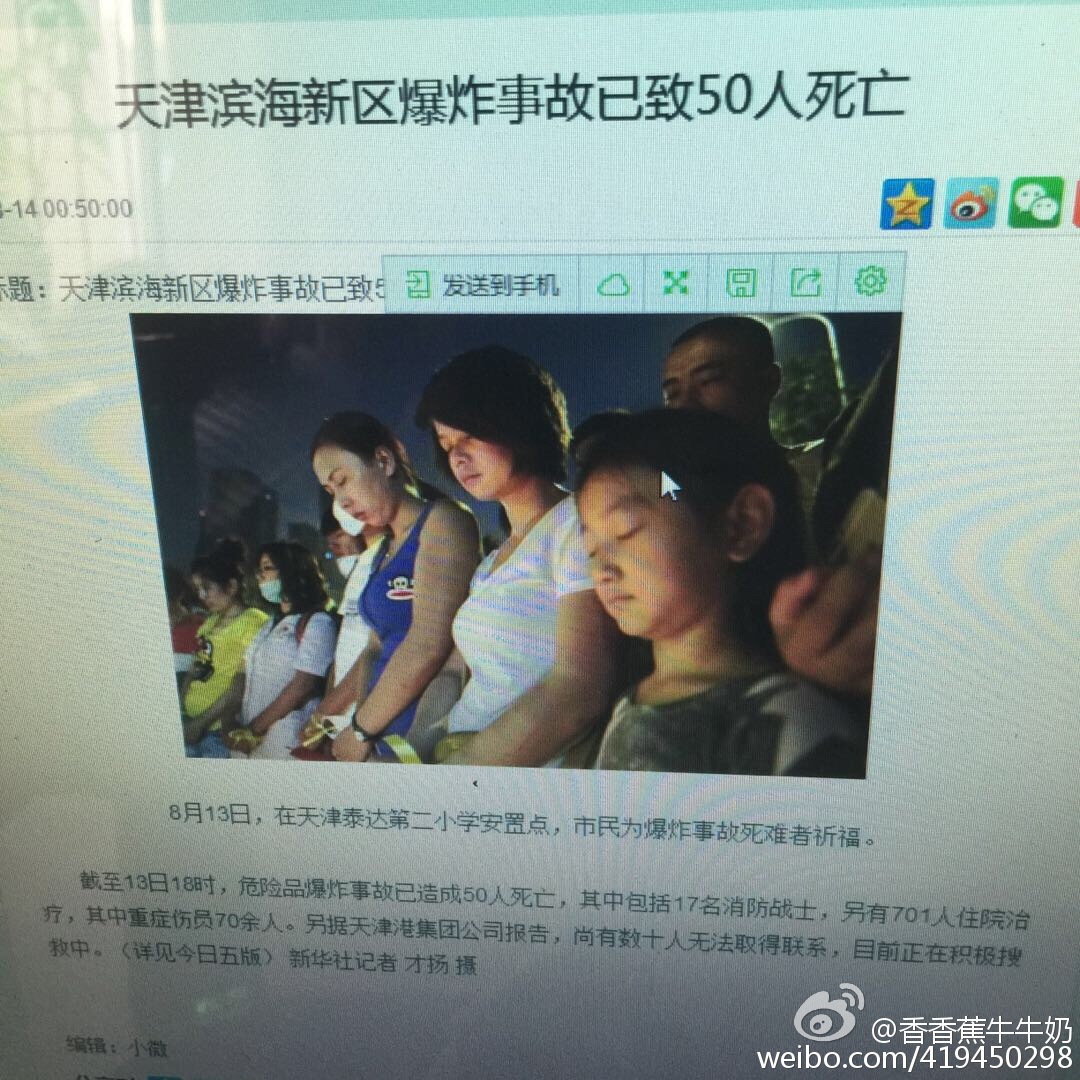 天津滨海新区爆炸事故已致50人死亡
-14 00:50:00
标题：天津滨海新区爆炸事故已致5
发送到手机
8月13日，在天津泰达第二小学安置点，市民为爆炸事故死难者祈福。
截至13日18时，危险品爆炸事故已造成50人死亡，其中包括17名消防战士，另有701人住院治
疗，其中重症伤员70余人。另据天津港集团公司报告，尚有数十人无法取得联系，目前正在积极搜
救中。（详见今日五版） 新华社记者 才扬 摄
编辑：小微
@香香蕉牛牛奶
weibo.com/419450298